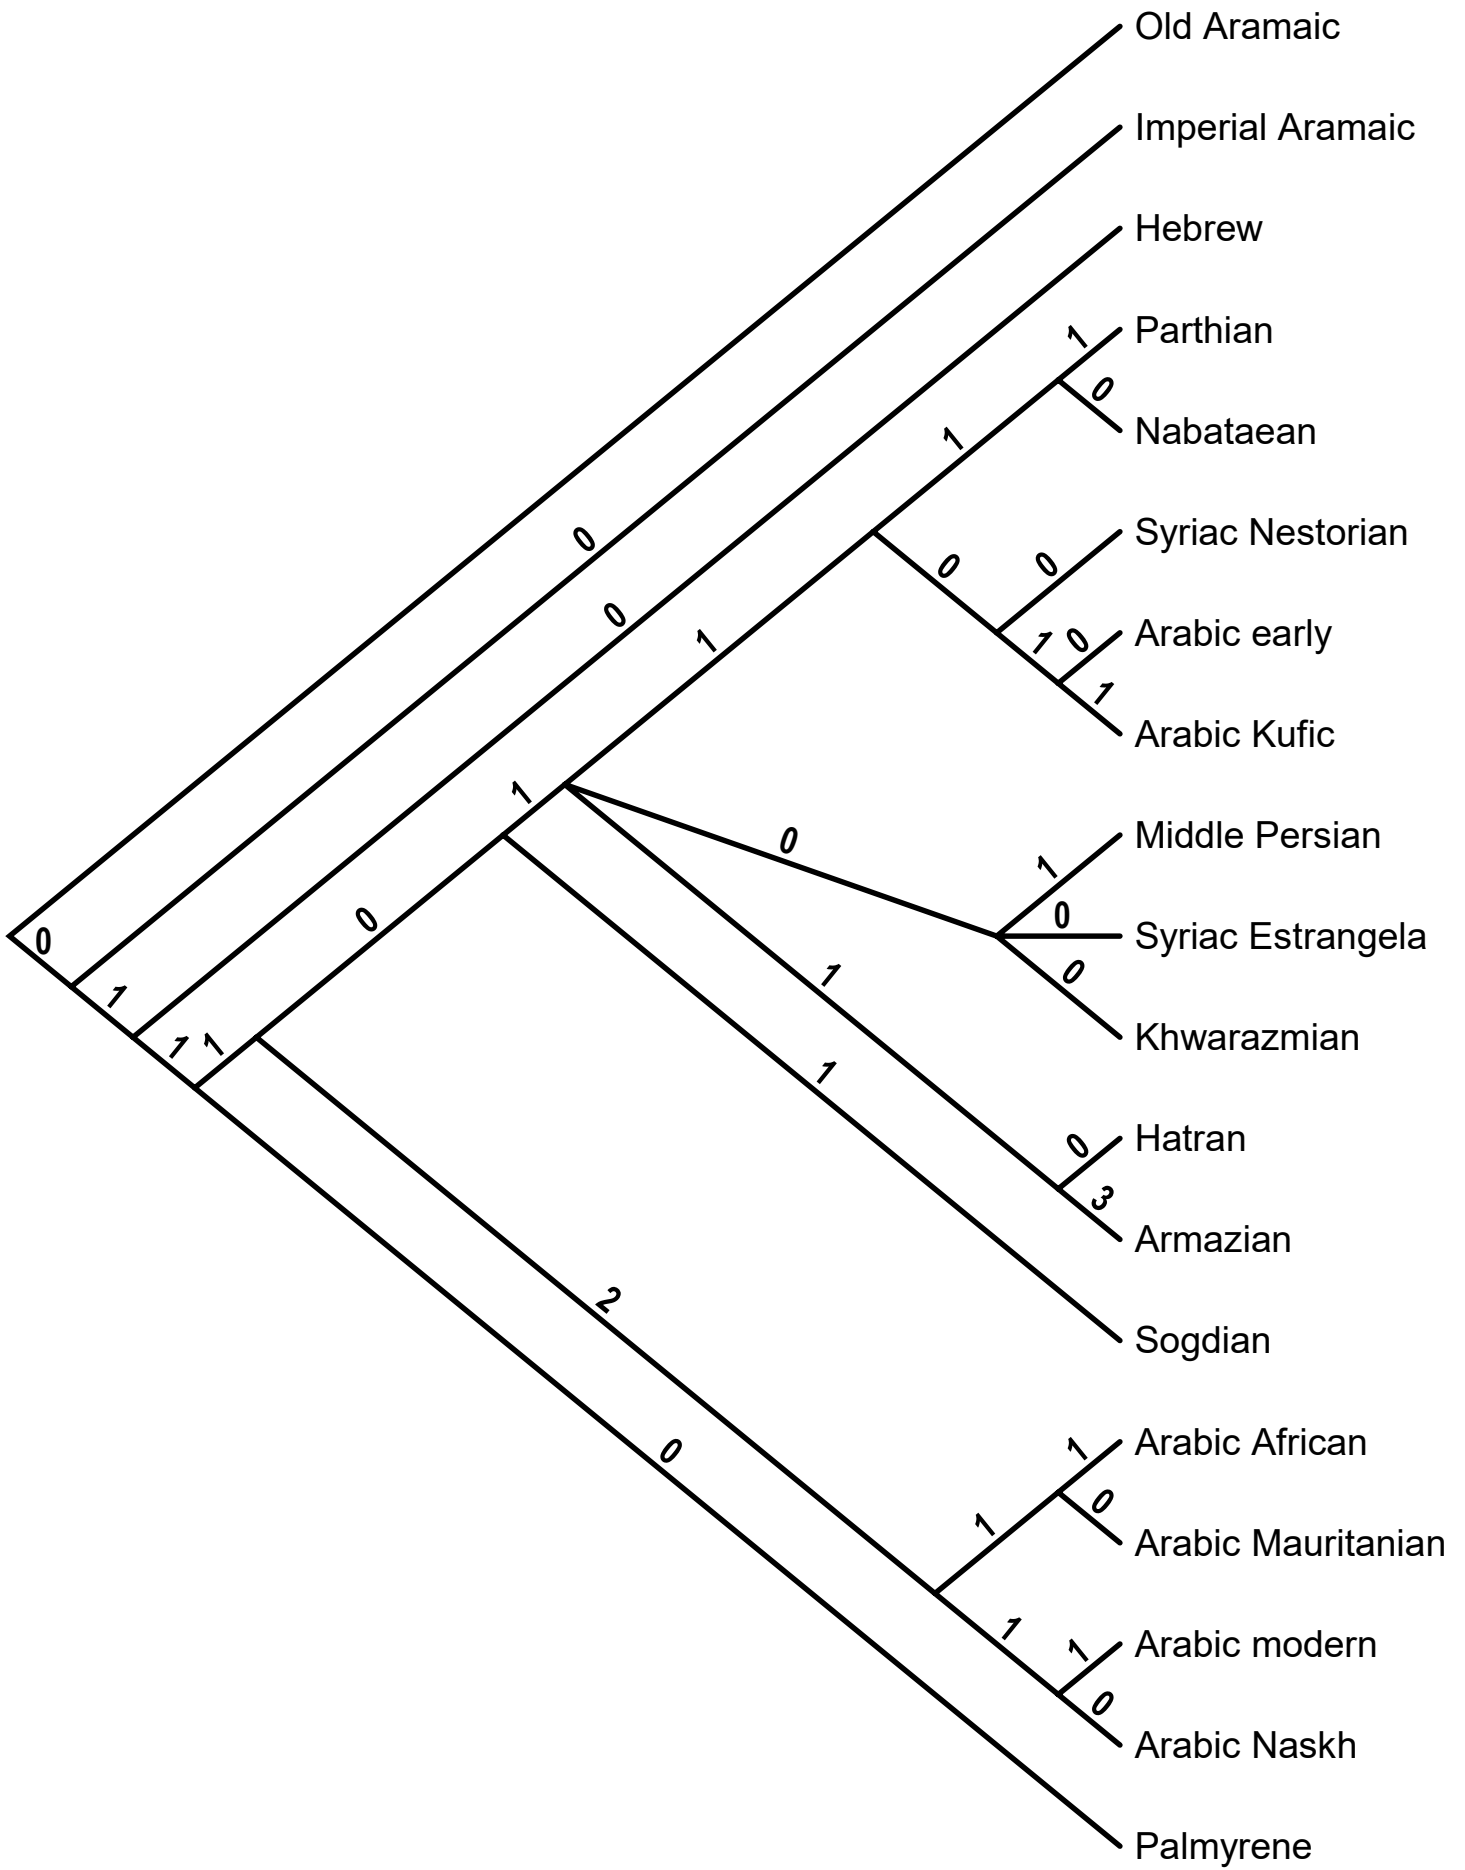 Old Aramaic
Imperial Aramaic
Hebrew
1
Parthian
0
Nabataean
1
0
Syriac Nestorian
0
0
0
Arabic early
1
0
1
1
Arabic Kufic
0
1
Middle Persian
1
0
0
Syriac Estrangela
0
0
0
Khwarazmian
1
1
1
1
1
0
Hatran
3
Armazian
2
Sogdian
1
Arabic African
0
0
Arabic Mauritanian
1
1
1
Arabic modern
0
Arabic Naskh
Palmyrene